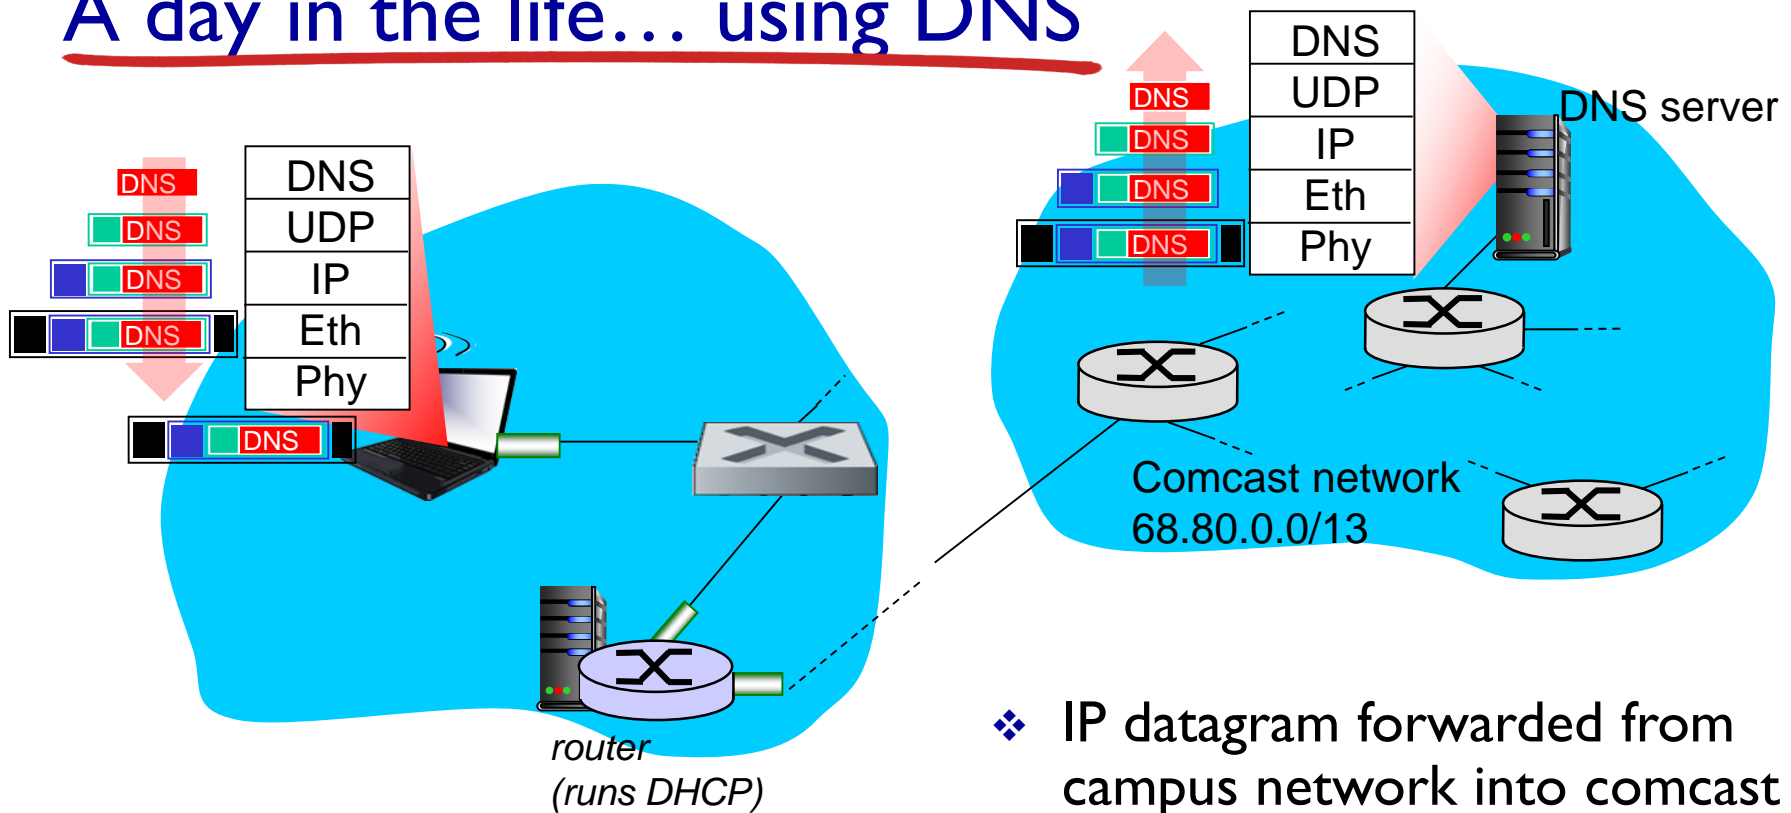 A day in the life… using DNS
DNS
DNS
DNS
DNS
DNS
DNS
UDP
IP
Eth
Phy
DNS
DNS
DNS
DNS
DNS
UDP
IP
Eth
Phy
DNS server
Comcast network
68.80.0.0/13
router
(runs DHCP)
❖ IP datagram forwarded from
campus network into comcast